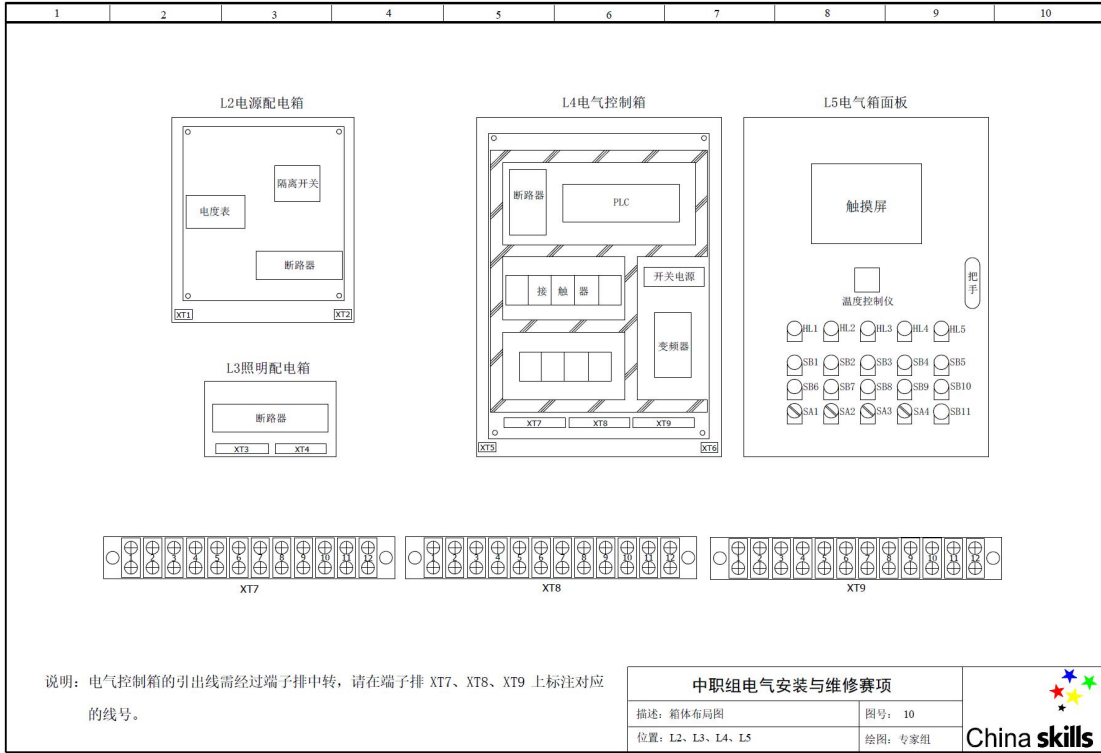 1 2 3 4 5 6 7 8 9 10
L2电源配电箱 L4电气控制箱 L5电气箱面板
隔离开关
电度表
断路器
XT1 XT2
L3照明配电箱
断路器
XT3 XT4
断路器 PLC
接触器 开关电源
变频器
XT7 XT8 XT9
XT5 XT6
触摸屏
温度控制仪
把手
HL1 HL2 HL3 HL4 HL5
SB1 SB2 SB3 SB4 SB5
SB6 SB7 SB8 SB9 SB10
SA1 SA2 SA3 SA4 SB11
1 2 3 4 5 6 7 8 9 10 11 12
XT7
1 2 3 4 5 6 7 8 9 10 11 12
XT8
1 2 3 4 5 6 7 8 9 10 11 12
XT9
说明：电气控制箱的引出线需经过端子排中转，请在端子排 XT7、XT8、XT9 上标注对应
的线号。
中职组电气安装与维修赛项
描述：箱体布局图 图号： 10
位置：L2、L3、L4、L5 绘图：专家组
China skills